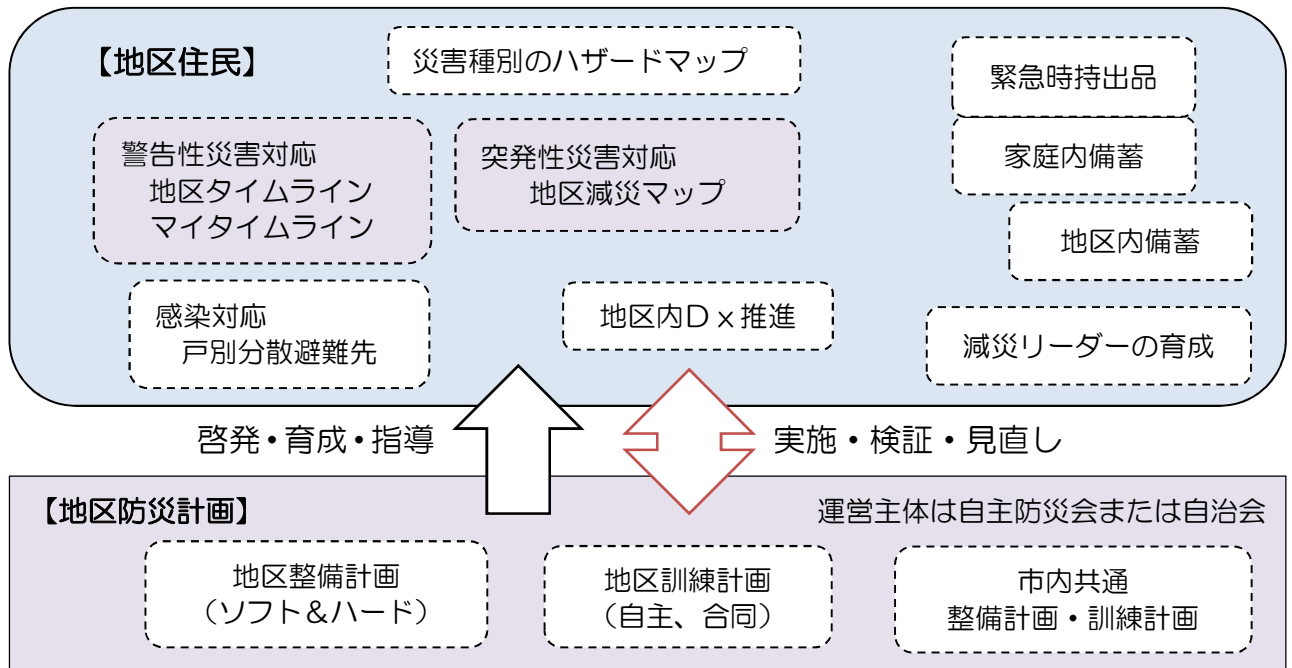 【地区住民】
災害種別のハザードマップ
緊急時持出品
家庭内備蓄
地区内備蓄
警告性災害対応
地区タイムライン
マイタイムライン
突発性災害対応
地区減災マップ
感染対応
戸別分散避難先
地区内Dｘ推進
減災リーダーの育成
啓発・育成・指導
実施・検証・見直し
【地区防災計画】
運営主体は自主防災会または自治会
地区整備計画
（ソフト＆ハード）
地区訓練計画
（自主、合同）
市内共通
整備計画・訓練計画